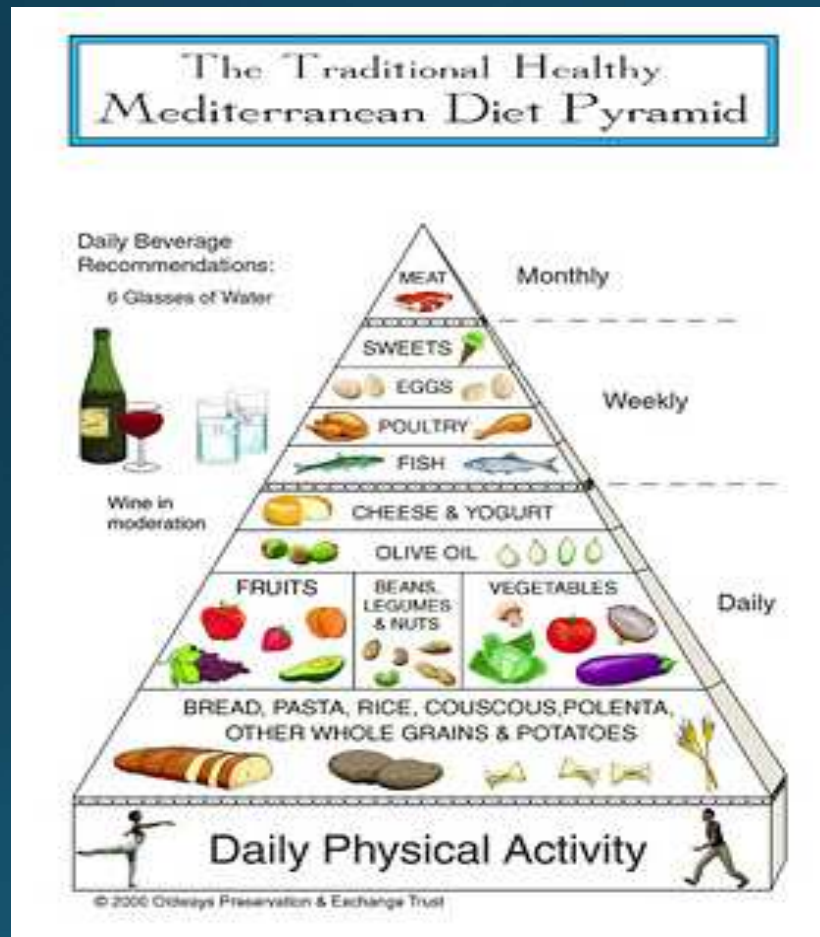 The Traditional Healthy
Mediterranean Diet Pyramid
Daily Beverage
Recommendations:
6 Glasses of Water
Wine in
moderation
MEAT
Monthly
SWEETS
EGGS
POULTRY
FISH
Weekly
CHEESE & YOGURT
OLIVE OIL
FRUITS
BEANS,
LEGUMES
& NUTS
VEGETABLES
Daily
BREAD, PASTA, RICE, COUSCOUS,POLENTA,
OTHER WHOLE GRAINS & POTATOES
Daily Physical Activity
© 2000 Oldways Preservation & Exchange Trust